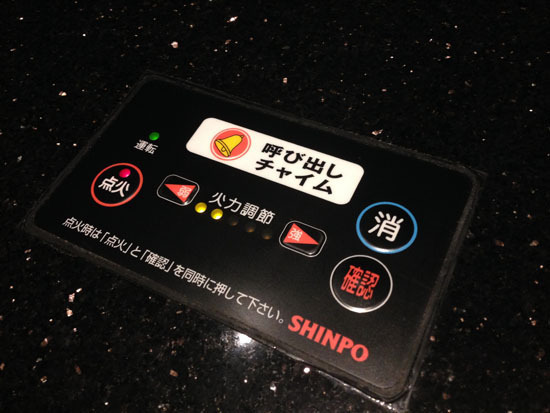 呼び出し
チャイム
運転
点火
弱
火力調節
強
消
確認
点火時は「点火」と「確認」を同時に押して下さい。
SHINPO